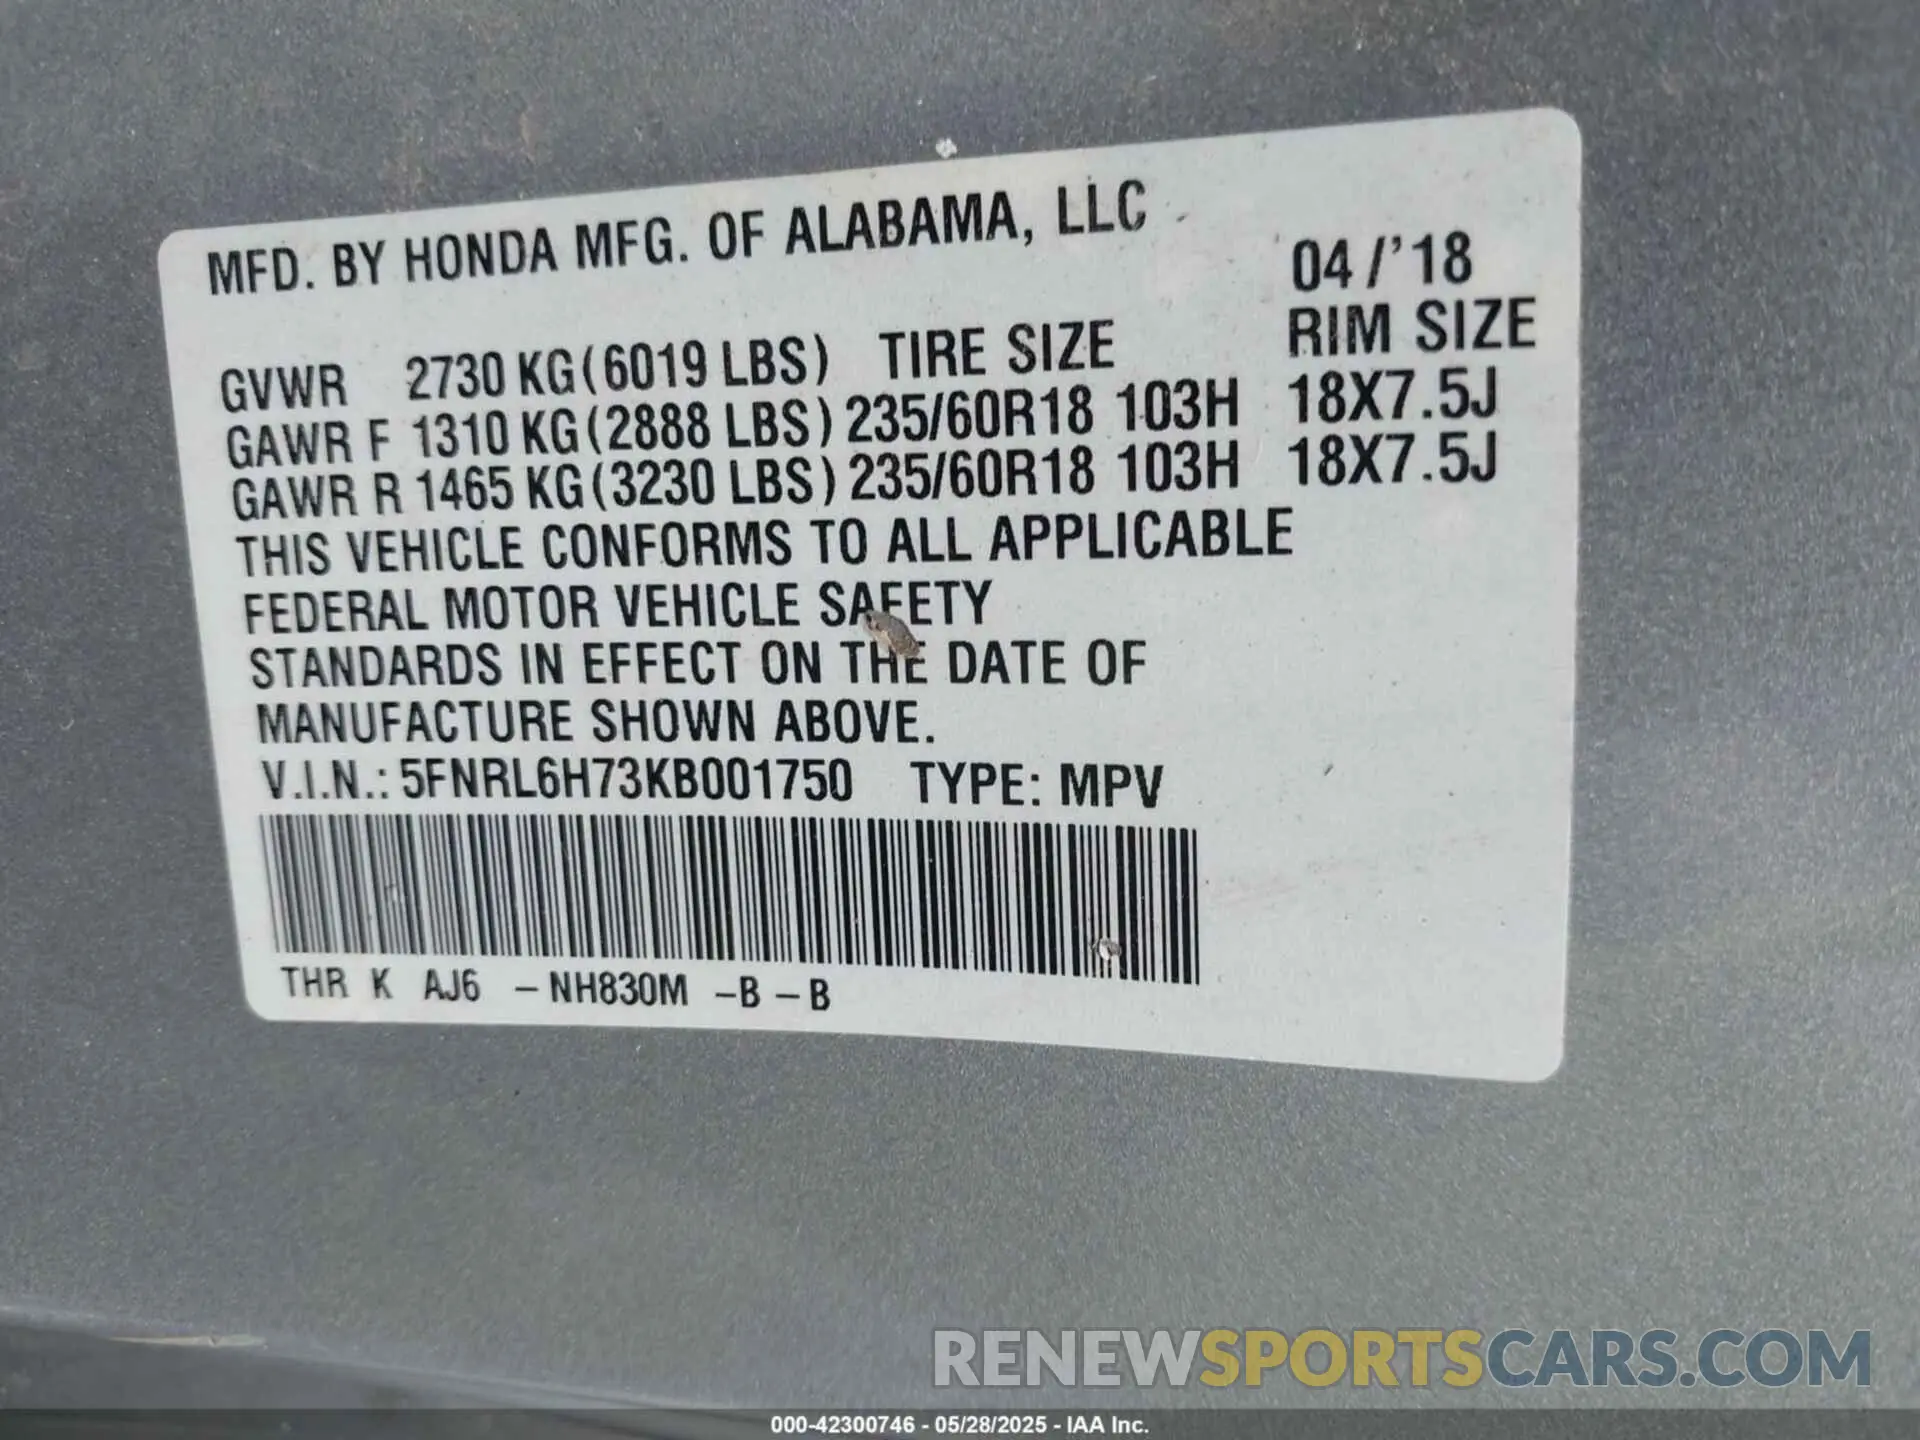 MFD. BY HONDA MFG. OF ALABAMA, LLC
04 /'18
GVWR 2730 KG(6019 LBS) TIRE SIZE RIM SIZE
GAWR F 1310 KG(2888 LBS) 235/60R18 103H 18X7.5J
GAWR R 1465 KG(3230 LBS) 235/60R18 103H 18X7.5J
THIS VEHICLE CONFORMS TO ALL APPLICABLE
FEDERAL MOTOR VEHICLE SAFETY
STANDARDS IN EFFECT ON THE DATE OF
MANUFACTURE SHOWN ABOVE.
V.I.N.: 5FNRL6H73KB001750 TYPE: MPV
THR K AJ6 –NH830M –B –B
RENEWSPORTSCARS.COM
000-42300746 - 05/28/2025 - IAA Inc.